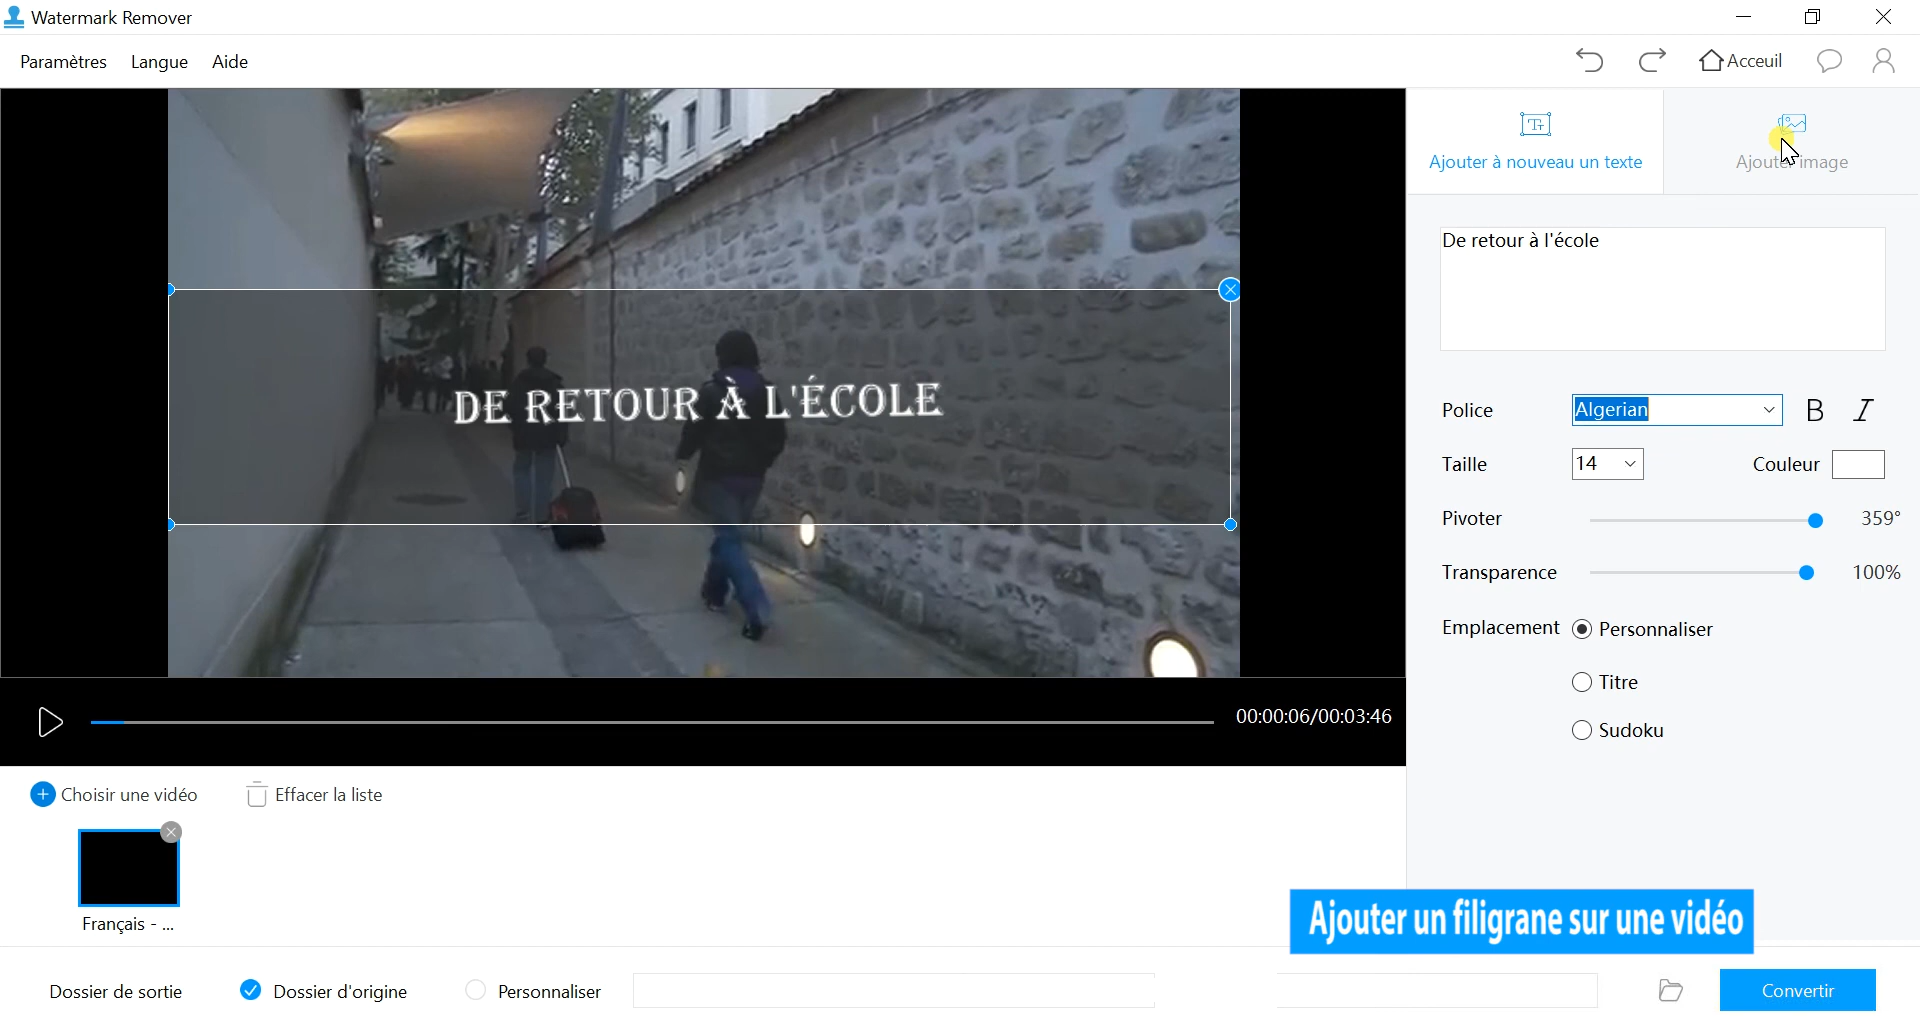 Watermark Remover
Paramètres Langue Aide
Acceuil
Ajouter à nouveau un texte
Ajouter image
De retour à l'école
DE RETOUR À L'ÉCOLE
Police Algerian B I
Taille 14 Couleur
Pivoter 359°
Transparence 100%
Emplacement Personnaliser
Titre
Sudoku
00:00:06/00:03:46
Choisir une vidéo Effacer la liste
Français - ...
Ajouter un filigrane sur une vidéo
Dossier de sortie Dossier d'origine Personnaliser
Convertir